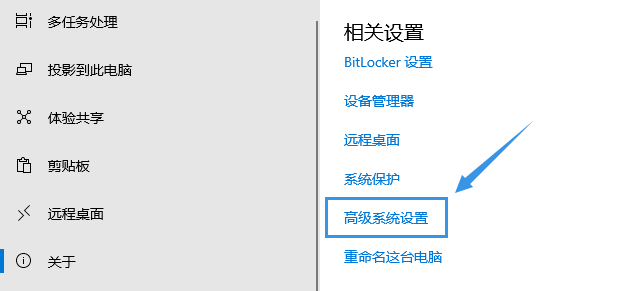 多任务处理
投影到此电脑
体验共享
剪贴板
远程桌面
关于
相关设置
BitLocker 设置
设备管理器
远程桌面
系统保护
高级系统设置
重命名这台电脑